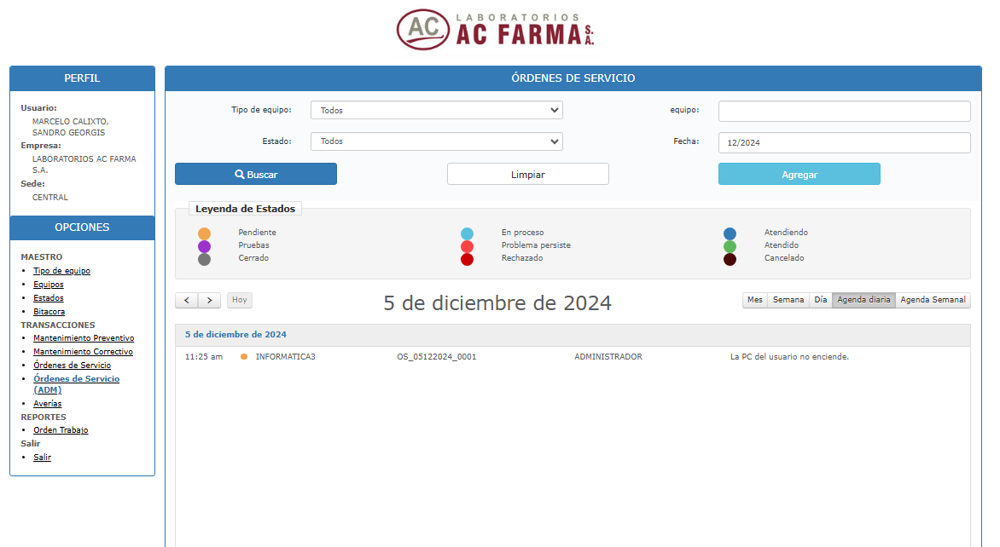 AC
LABORATORIOS
AC FARMA S.A.
PERFIL
Usuario:
MARCELO CALIXTO,
SANDRO GEORGIS
Empresa:
LABORATORIOS AC FARMA
S.A.
Sede:
CENTRAL
OPCIONES
MAESTRO
• Tipo de equipo
• Equipos
• Estados
• Bitacora
TRANSACCIONES
• Mantenimiento Preventivo
• Mantenimiento Correctivo
• Órdenes de Servicio
• Órdenes de Servicio
(ADM)
• Averías
REPORTES
• Orden Trabajo
Salir
• Salir
ÓRDENES DE SERVICIO
Tipo de equipo: Todos equipo:
Estado: Todos Fecha: 12/2024
Buscar Limpiar Agregar
Leyenda de Estados
Pendiente En proceso Atendiendo
Pruebas Problema persiste Atendido
Cerrado Rechazado Cancelado
< > Hoy 5 de diciembre de 2024 Mes Semana Día Agenda diaria Agenda Semanal
5 de diciembre de 2024
11:25 am INFORMATICA3 OS_05122024_0001 ADMINISTRADOR La PC del usuario no enciende.